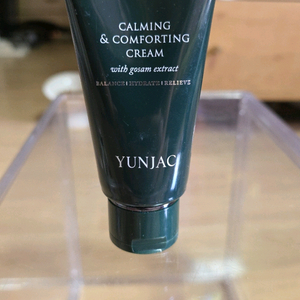 CALMING
& COMFORTING
CREAM
with gosam extract
BALANCE|HYDRATE|RELIEVE
YUNJAC